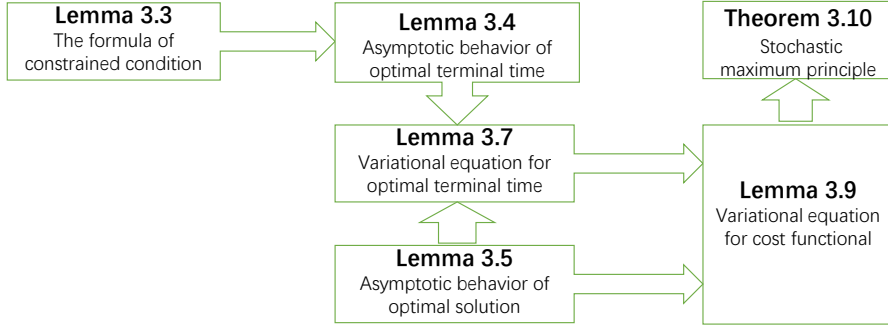 Lemma 3.3
The formula of
constrained condition
Lemma 3.4
Asymptotic behavior of
optimal terminal time
Theorem 3.10
Stochastic
maximum principle
Lemma 3.7
Variational equation for
optimal terminal time
Lemma 3.9
Variational equation
for cost functional
Lemma 3.5
Asymptotic behavior of
optimal solution